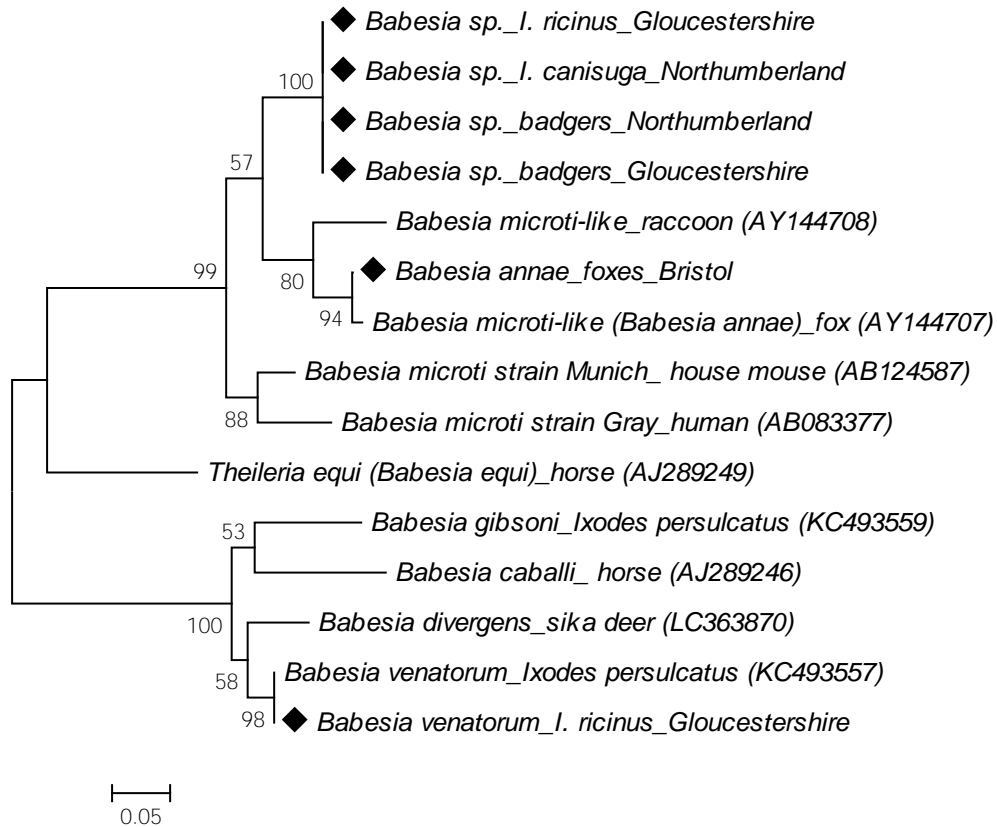 Babesia sp._I. ricinus_Gloucestershire
Babesia sp._I. canisuga_Northumberland
100
Babesia sp._badgers_Northumberland
57
Babesia sp._badgers_Gloucestershire
Babesia microti-like_raccoon (AY144708)
99
80
Babesia annae_foxes_Bristol
94
Babesia microti-like (Babesia annae)_fox (AY144707)
Babesia microti strain Munich_ house mouse (AB124587)
88
Babesia microti strain Gray_human (AB083377)
Theileria equi (Babesia equi)_horse (AJ289249)
53
Babesia gibsoni_Ixodes persulcatus (KC493559)
Babesia caballi_ horse (AJ289246)
100
Babesia divergens_sika deer (LC363870)
58
Babesia venatorum_Ixodes persulcatus (KC493557)
98
Babesia venatorum_I. ricinus_Gloucestershire
0.05